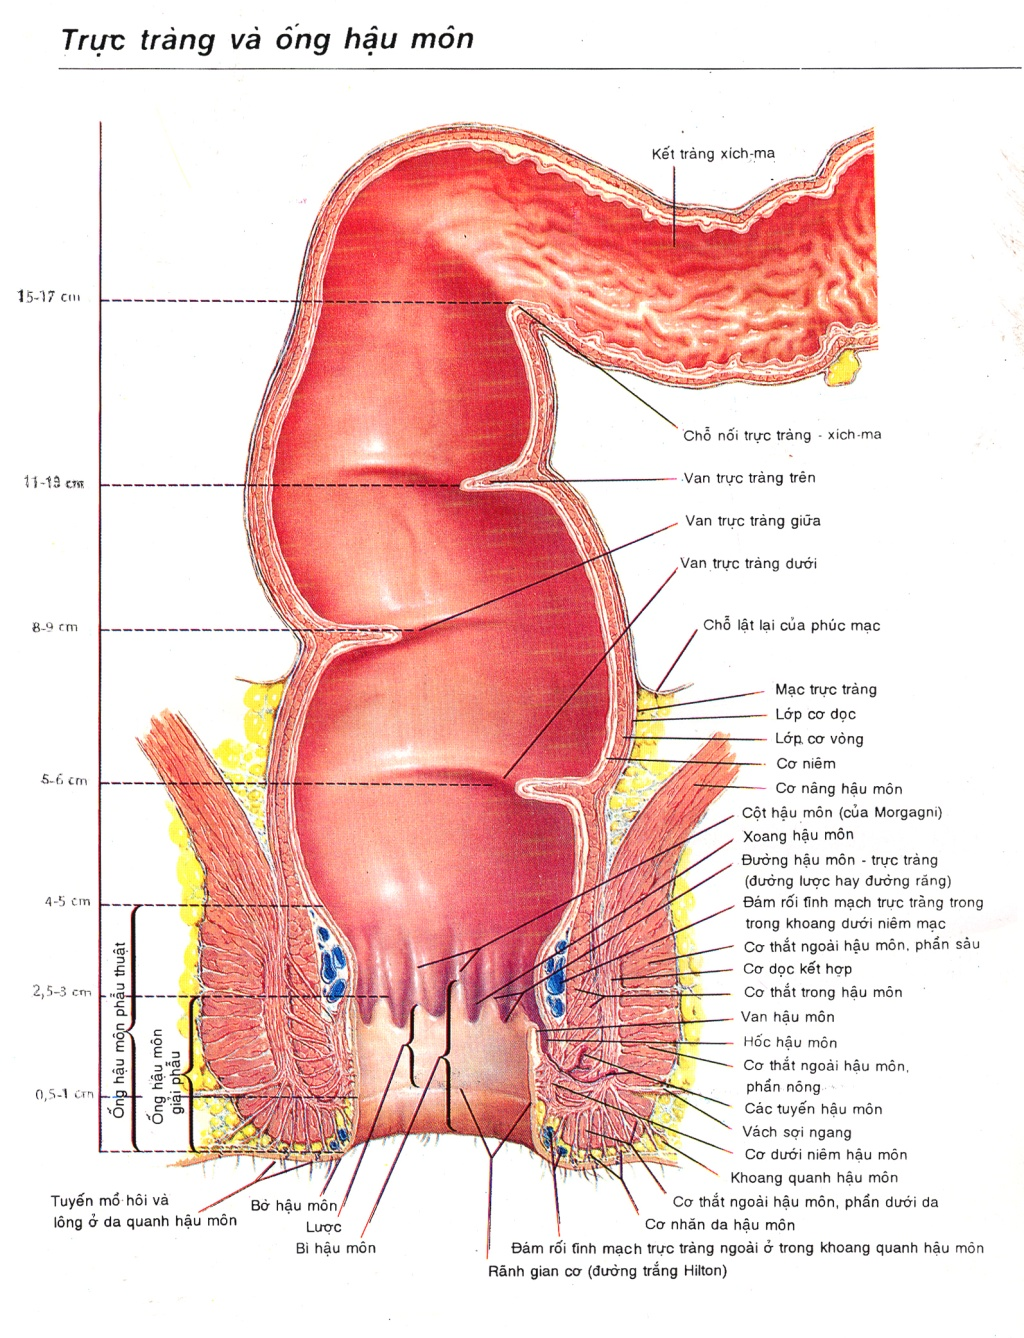 Trực tràng và ống hậu môn
Kết tràng xích-ma
15-17 cm
Chỗ nối trực tràng - xích-ma
Van trực tràng trên
11-13 cm
Van trực tràng giữa
Van trực tràng dưới
8-9 cm
Chỗ lật lại của phúc mạc
Mạc trực tràng
Lớp cơ dọc
Lớp cơ vòng
Cơ niêm
5-6 cm
Cơ nâng hậu môn
Cột hậu môn (của Morgagni)
Xoang hậu môn
Đường hậu môn - trực tràng
(đường lược hay đường răng)
4-5 cm
Đám rối tĩnh mạch trực tràng trong
trong khoang dưới niêm mạc
Cơ thắt ngoài hậu môn, phần sâu
Cơ dọc kết hợp
2,5-3 cm
Cơ thắt trong hậu môn
Van hậu môn
Hốc hậu môn
Cơ thắt ngoài hậu môn,
phần nông
0,5-1 cm
Các tuyến hậu môn
Vách sợi ngang
Cơ dưới niêm hậu môn
Khoang quanh hậu môn
Cơ thắt ngoài hậu môn, phần dưới da
Cơ nhăn da hậu môn
Đám rối tĩnh mạch trực tràng ngoài ở trong khoang quanh hậu môn
Rãnh gian cơ (đường trắng Hilton)
Ống hậu môn phẫu thuật
Ống hậu môn
giải phẫu
Tuyến mồ hôi và
lông ở da quanh hậu môn
Bờ hậu môn
Lược
Bì hậu môn